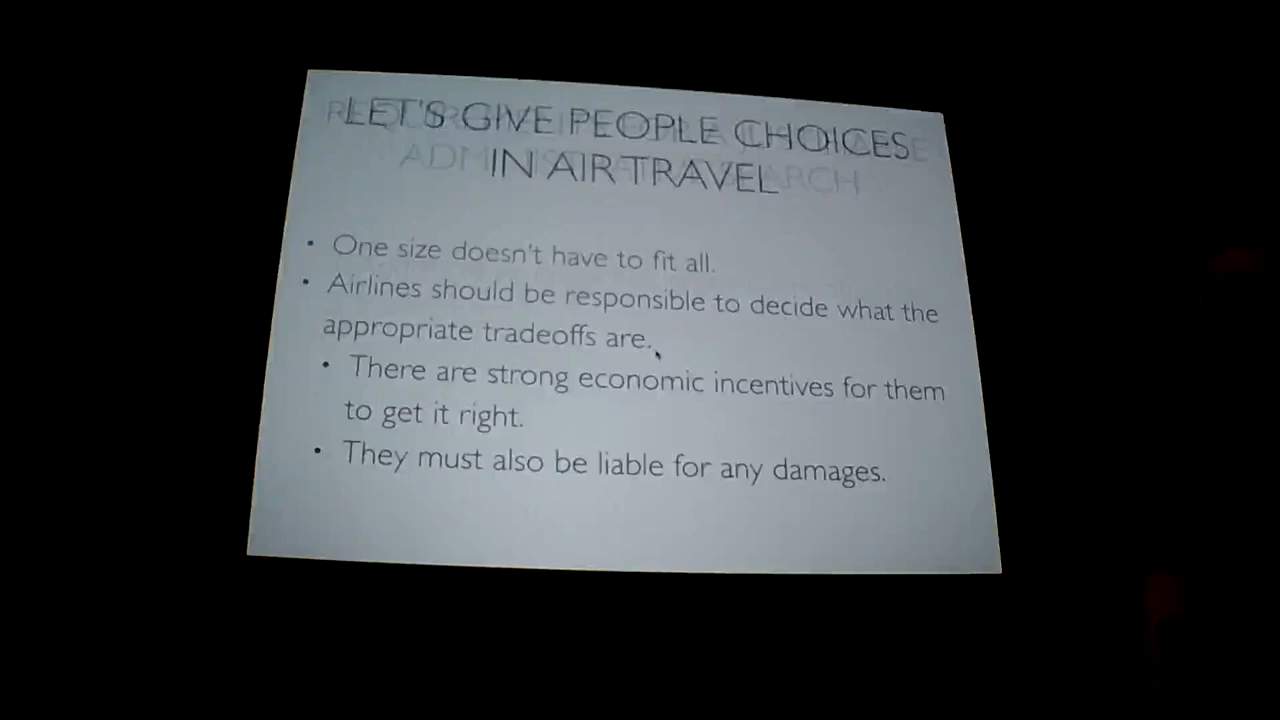 LET'S GIVE PEOPLE CHOICES
IN AIR TRAVEL
• One size doesn't have to fit all.
• Airlines should be responsible to decide what the
appropriate tradeoffs are.
• There are strong economic incentives for them
to get it right.
• They must also be liable for any damages.